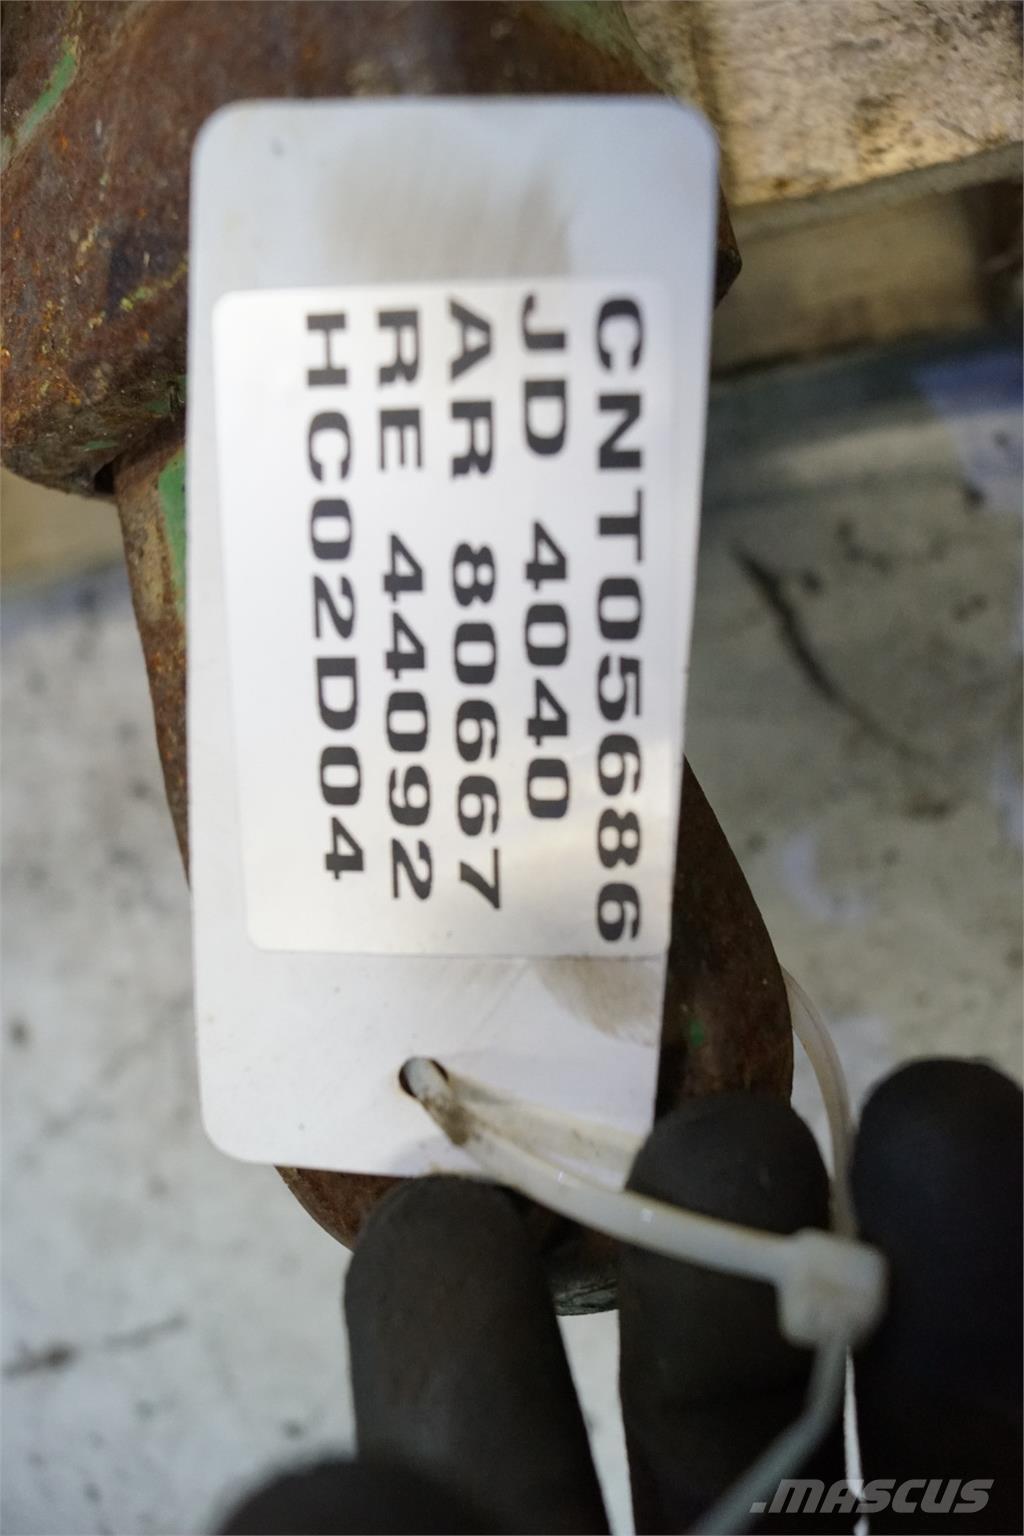 CNT05686
JD 4040
AR 80667
RE 44092
HC02D04
.MASCUS